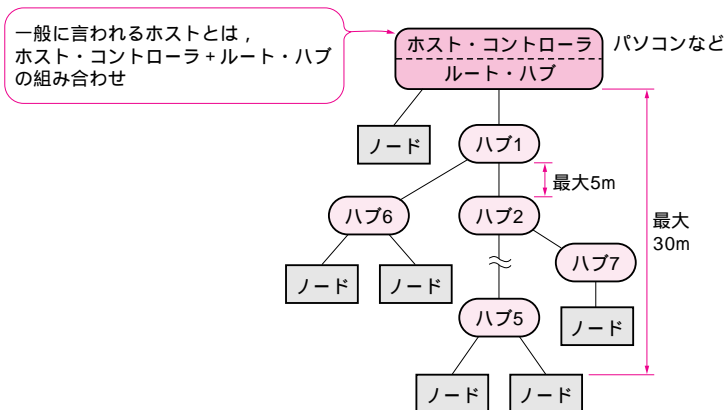 一般に言われるホストとは,
ホスト・コントローラ+ルート・ハブ
の組み合わせ
ホスト・コントローラ
ルート・ハブ
パソコンなど
ノード
ハブ1
最大5m
ハブ6
ハブ2
最大
30m
ハブ7
ノード
ノード
ハブ5
ノード
ノード
ノード